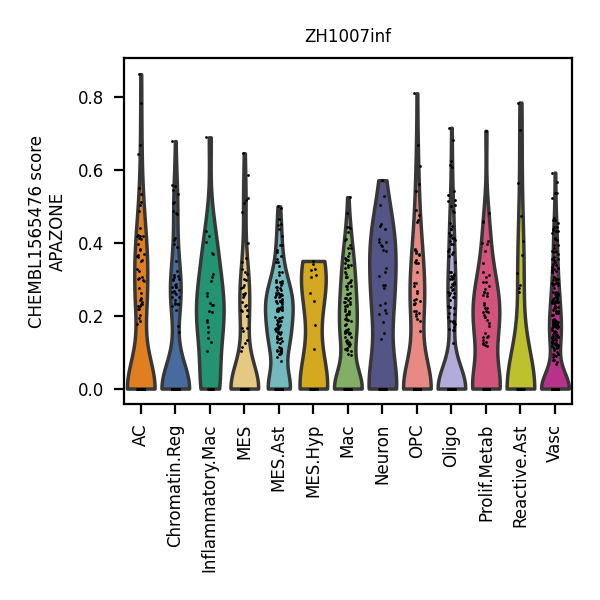 ZH1007inf
CHEMBL1565476 score
APAZONE
0.8
0.6
0.4
0.2
0.0
AC
Chromatin.Reg
Inflammatory.Mac
MES
MES.Ast
MES.Hyp
Mac
Neuron
OPC
Oligo
Prolif.Metab
Reactive.Ast
Vasc